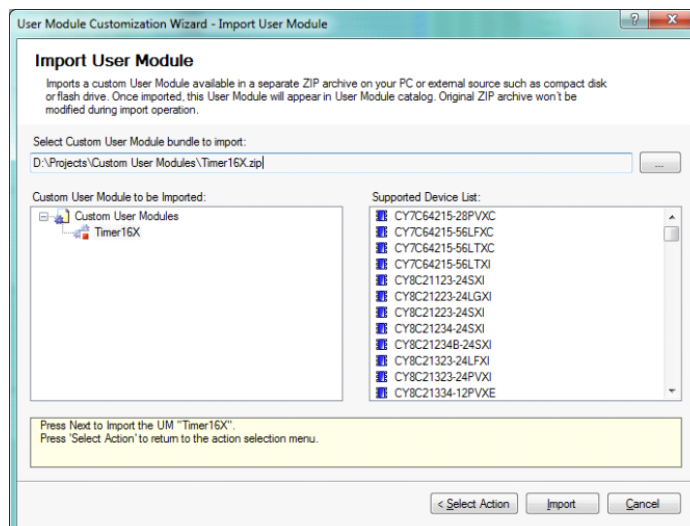 User Module Customization Wizard - Import User Module
Import User Module
Imports a custom User Module available in a separate ZIP archive on your PC or external source such as compact disk
or flash drive. Once imported, this User Module will appear in User Module catalog. Original ZIP archive won't be
modified during import operation.
Select Custom User Module bundle to import:
D:\Projects\Custom User Modules\Timer16X.zip
...
Custom User Module to be Imported:
Custom User Modules
Timer16X
Supported Device List:
CY7C64215-28PVXC
CY7C64215-56LFXC
CY7C64215-56LTXC
CY7C64215-56LTXI
CY8C21123-24SXI
CY8C21223-24LGXI
CY8C21223-24SXI
CY8C21234-24SXI
CY8C21234B-24SXI
CY8C21323-24LFXI
CY8C21323-24PVXI
CY8C21334-12PVXE
Press Next to Import the UM "Timer16X".
Press 'Select Action' to return to the action selection menu.
< Select Action
Import
Cancel